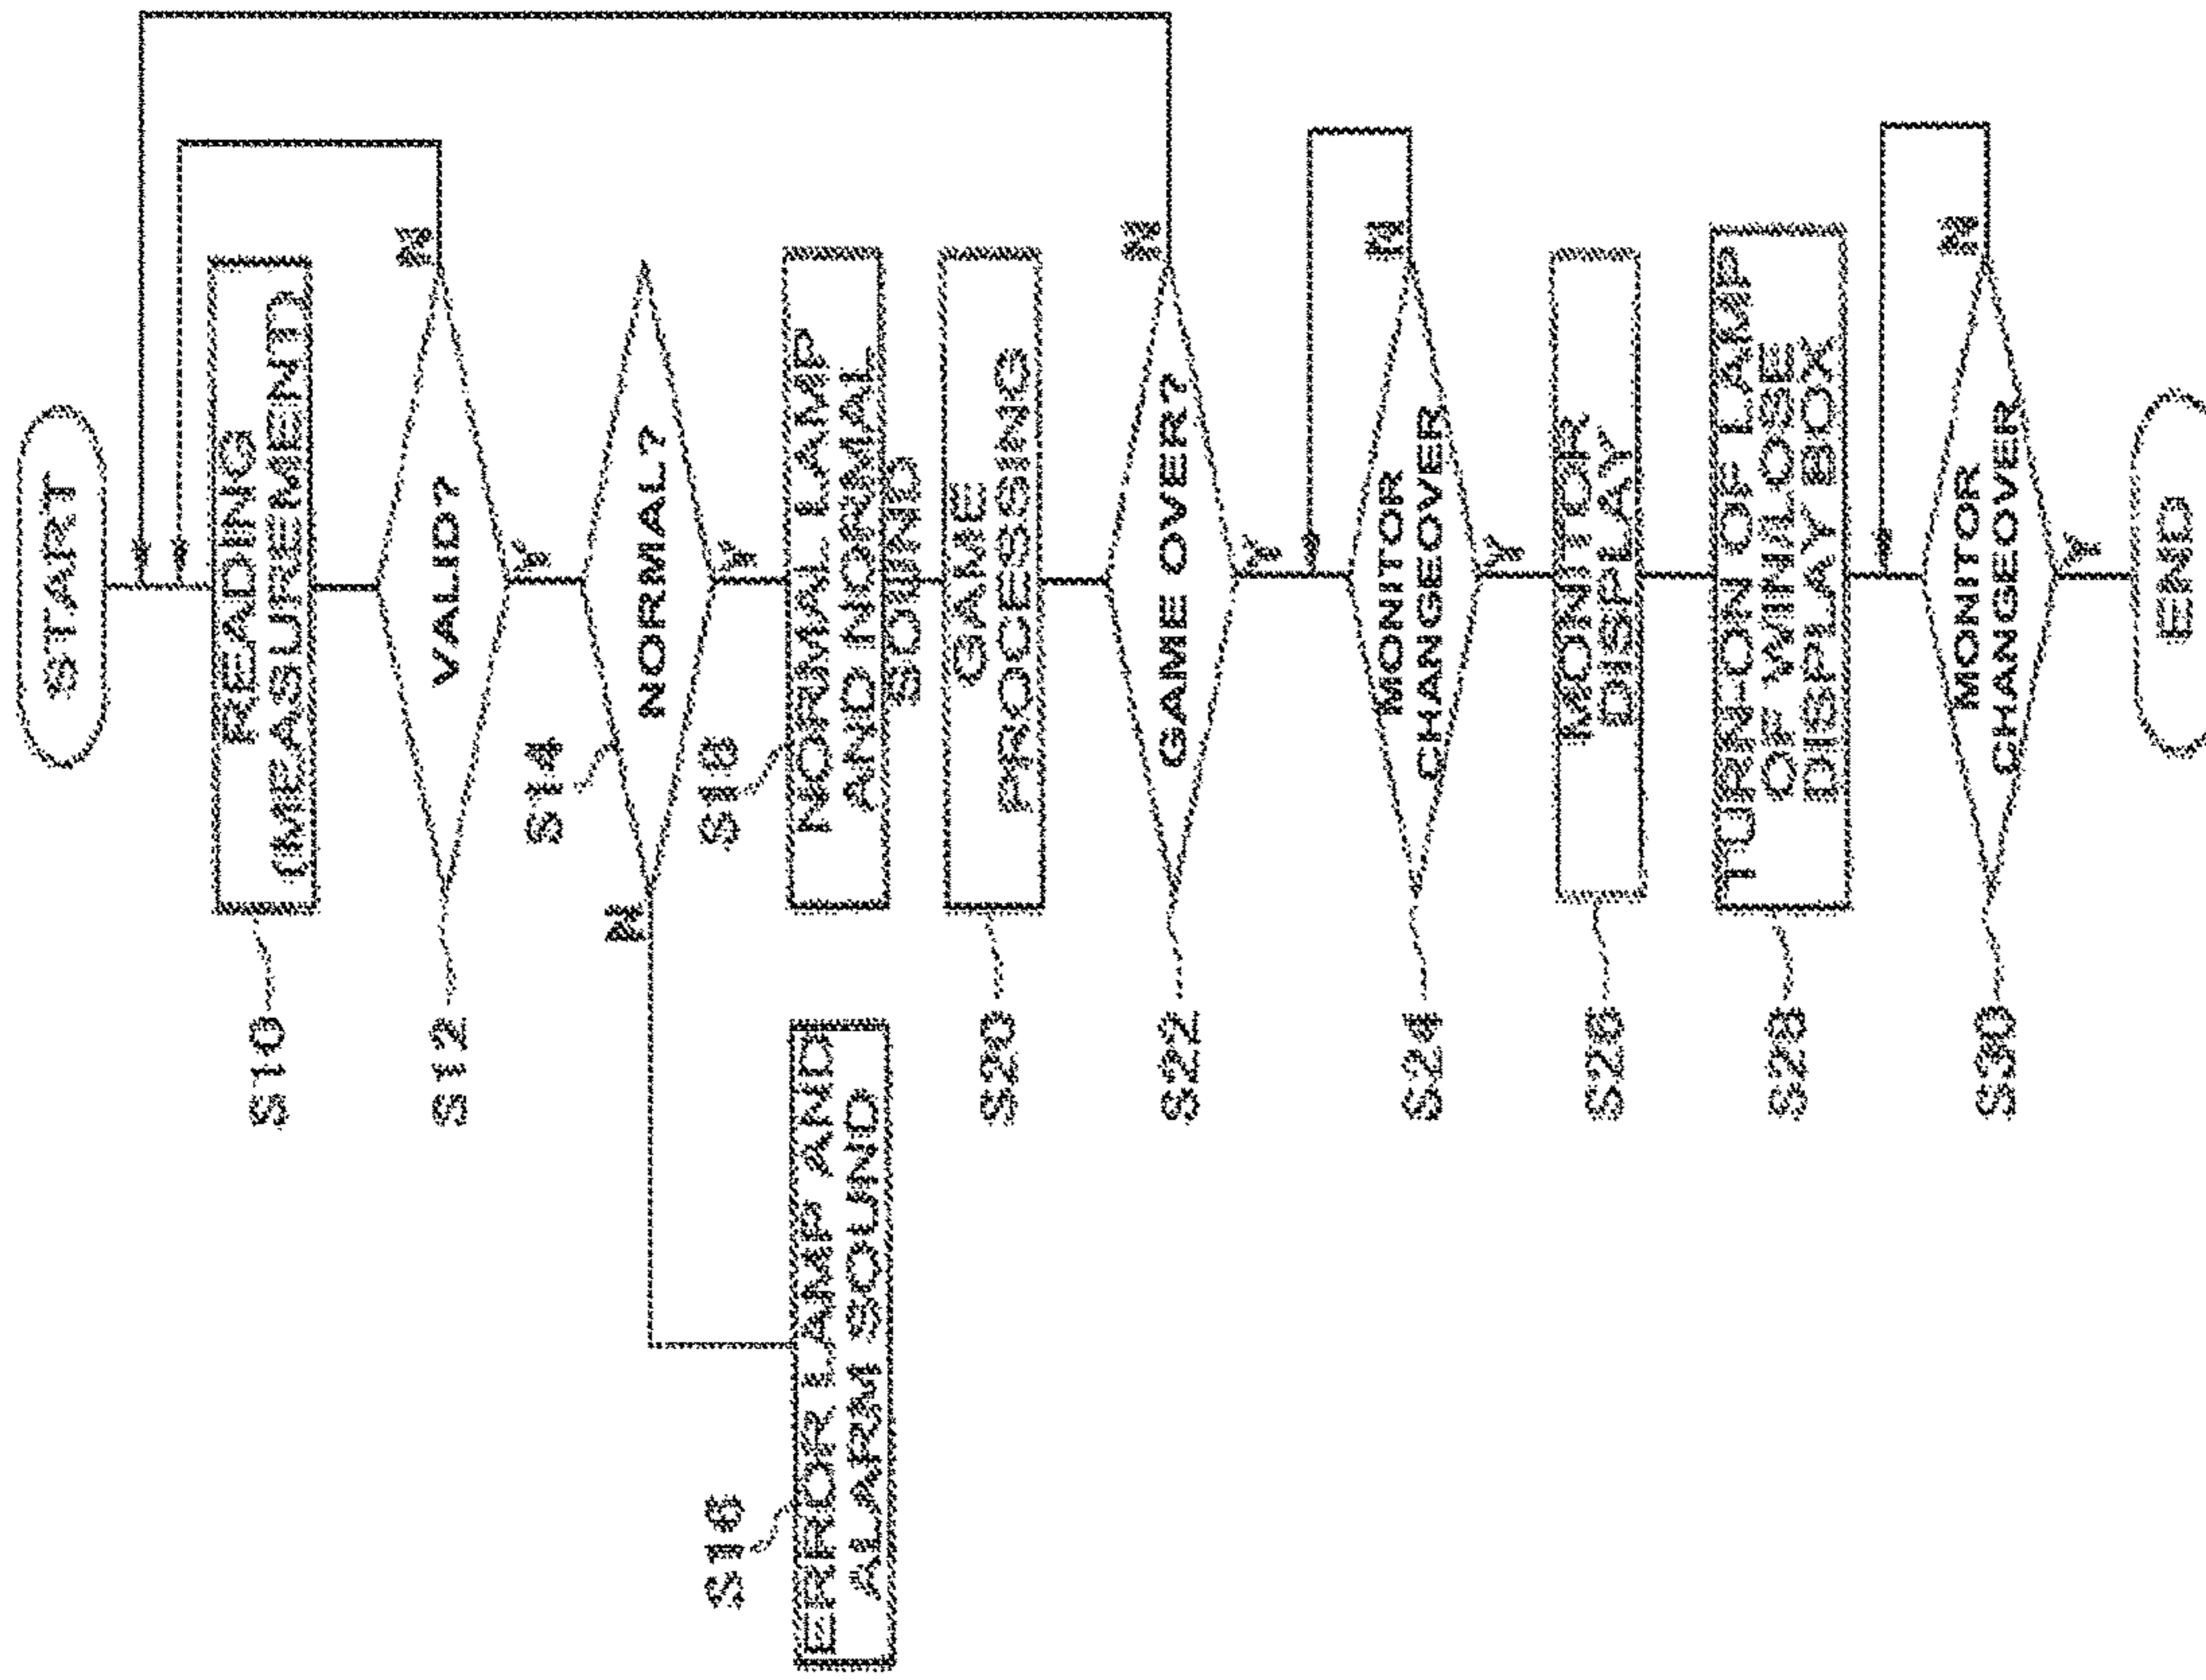 START
READING
(MEASUREMENT)
S10
N
VALID?
S12
Y
S14
NORMAL?
N
Y
S16
ERROR LAMP AND
ALARM SOUND
S18
NORMAL LAMP
AND NORMAL
SOUND
GAME
PROCESSING
S20
N
GAME OVER?
S22
Y
N
MONITOR
CHANGEOVER
S24
Y
MONITOR
DISPLAY
S26
TURN-ON OF LAMP
OF WIN/LOSE
DISPLAY BOX
S28
N
MONITOR
CHANGEOVER
S30
Y
END